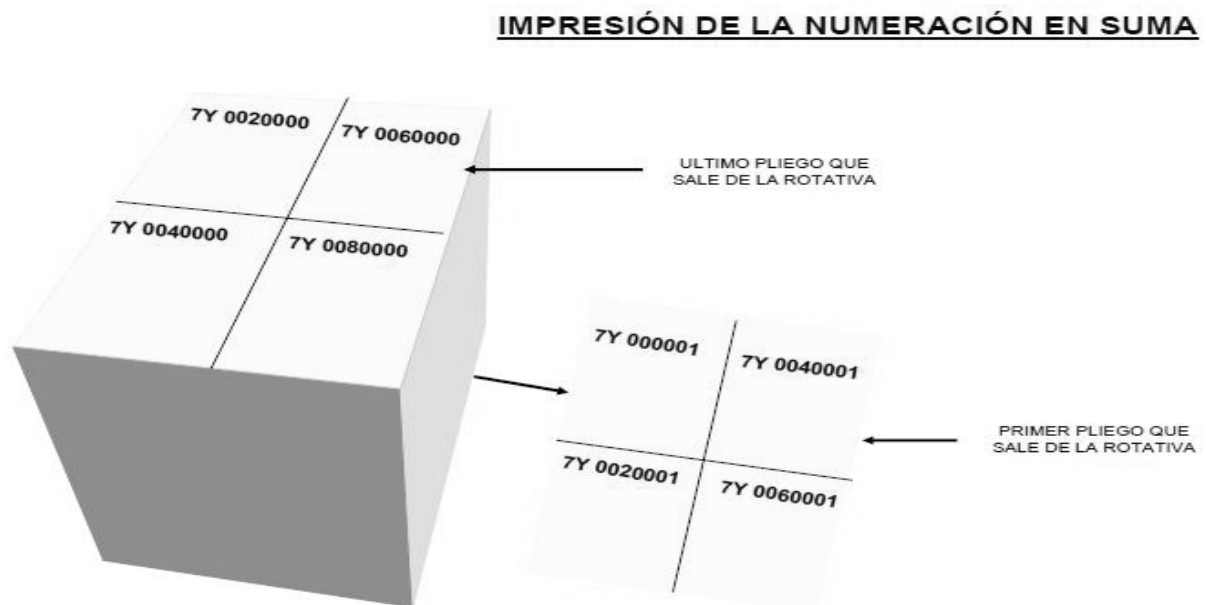 IMPRESIÓN DE LA NUMERACIÓN EN SUMA
7Y 0020000
7Y 0060000
ULTIMO PLIEGO QUE
SALE DE LA ROTATIVA
7Y 0040000
7Y 0080000
7Y 000001
7Y 0040001
PRIMER PLIEGO QUE
SALE DE LA ROTATIVA
7Y 0020001
7Y 0060001